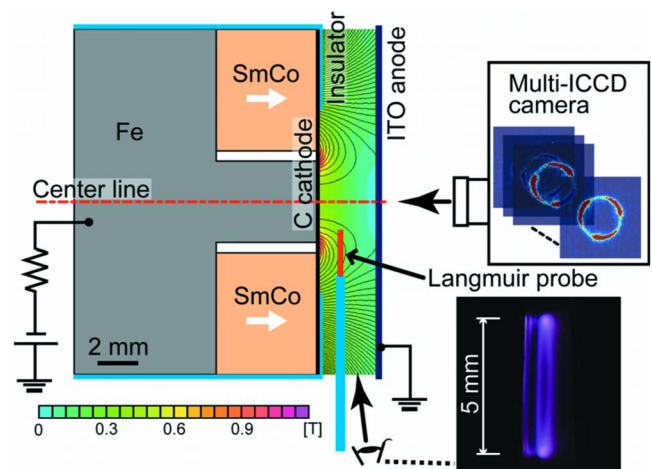 SmCo
Insulator
ITO anode
Multi-ICCD
camera
Fe
C cathode
Center line
Langmuir probe
SmCo
2 mm
5 mm
0 0.3 0.6 0.9 [T]